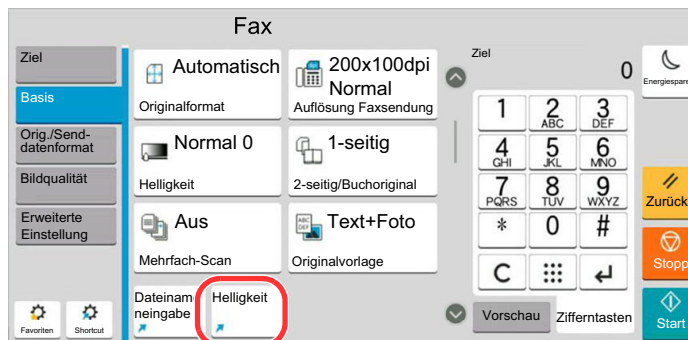 Fax
Ziel
Basis
Orig./Send-
datenformat
Bildqualität
Erweiterte
Einstellung
Favoriten
Shortcut
Automatisch
Originalformat
200x100dpi
Normal
Auflösung Faxsendung
Normal 0
Helligkeit
1-seitig
2-seitig/Buchoriginal
Aus
Mehrfach-Scan
ABC
Text+Foto
Originalvorlage
Dateinam
neingabe
Helligkeit
Ziel
0
1
2
ABC
3
DEF
4
GHI
5
JKL
6
MNO
7
PQRS
8
TUV
9
WXYZ
*
0
#
C
Vorschau
Zifferntasten
Energiespare
Zurück
Stopp
Start